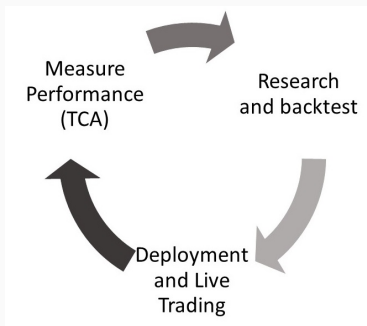 Measure
Performance
(TCA)
Research
and backtest
Deployment
and Live
Trading